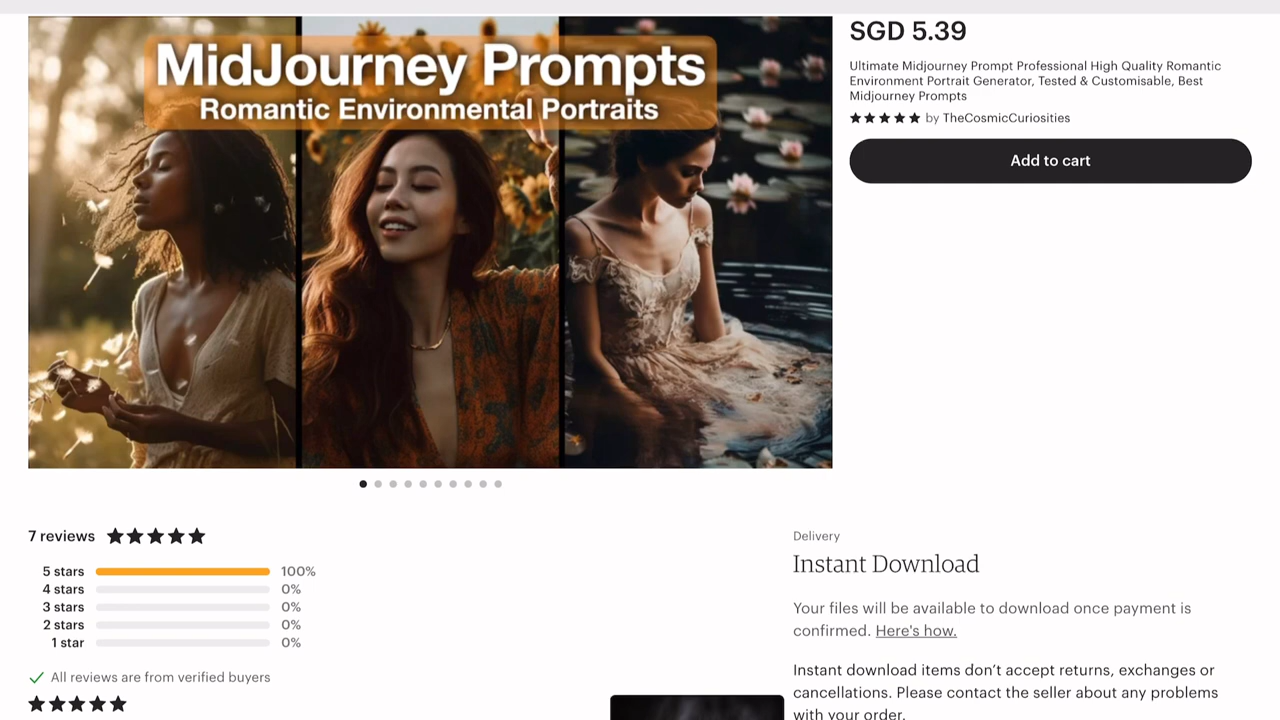 MidJourney Prompts
Romantic Environmental Portraits
SGD 5.39
Ultimate Midjourney Prompt Professional High Quality Romantic
Environment Portrait Generator, Tested & Customisable, Best
Midjourney Prompts
by TheCosmicCuriosities
Add to cart
7 reviews
5 stars 100%
4 stars 0%
3 stars 0%
2 stars 0%
1 star 0%
All reviews are from verified buyers
Delivery
Instant Download
Your files will be available to download once payment is
confirmed. Here's how.
Instant download items don’t accept returns, exchanges or
cancellations. Please contact the seller about any problems
with your order.